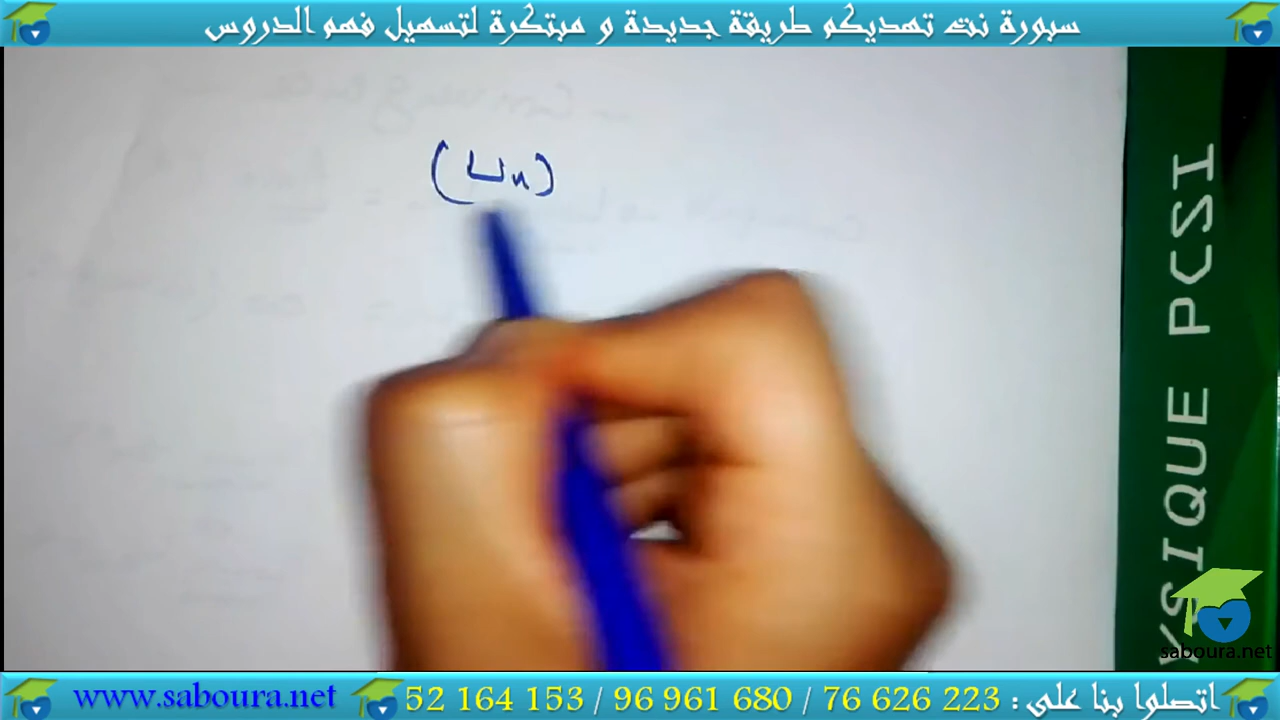 سبورة نت تهديكم طريقة جديدة و مبتكرة لتسهيل فهم الدروس
(Un)
YSIQUE PCSI
saboura.net
www.saboura.net
52 164 153 / 96 961 680 / 76 626 223 : اتصلوا بنا على